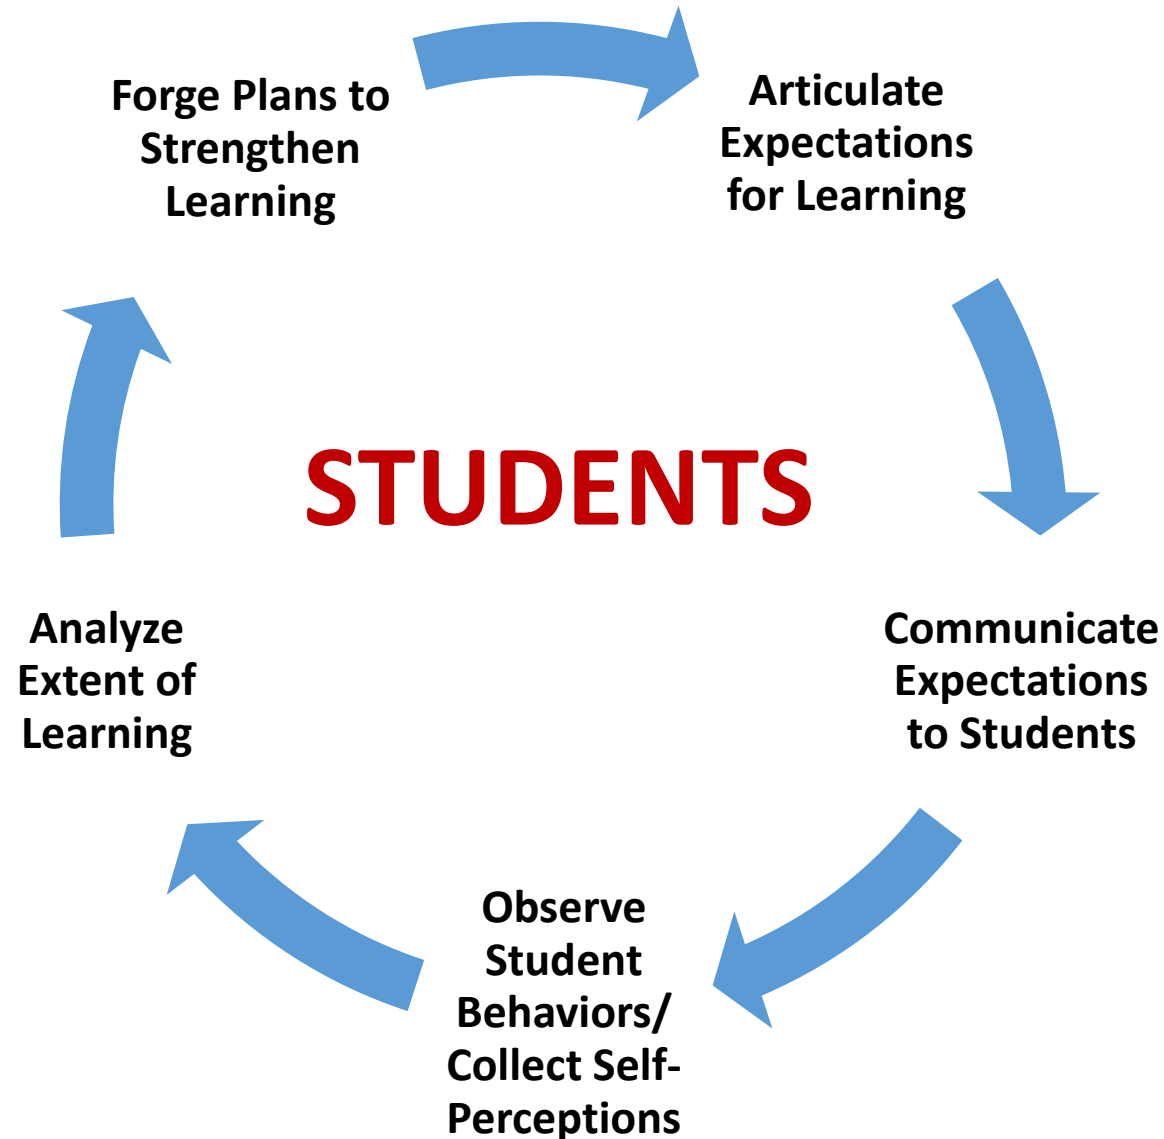 Forge Plans to
Strengthen
Learning
Articulate
Expectations
for Learning
STUDENTS
Analyze
Extent of
Learning
Communicate
Expectations
to Students
Observe
Student
Behaviors/
Collect Self-
Perceptions